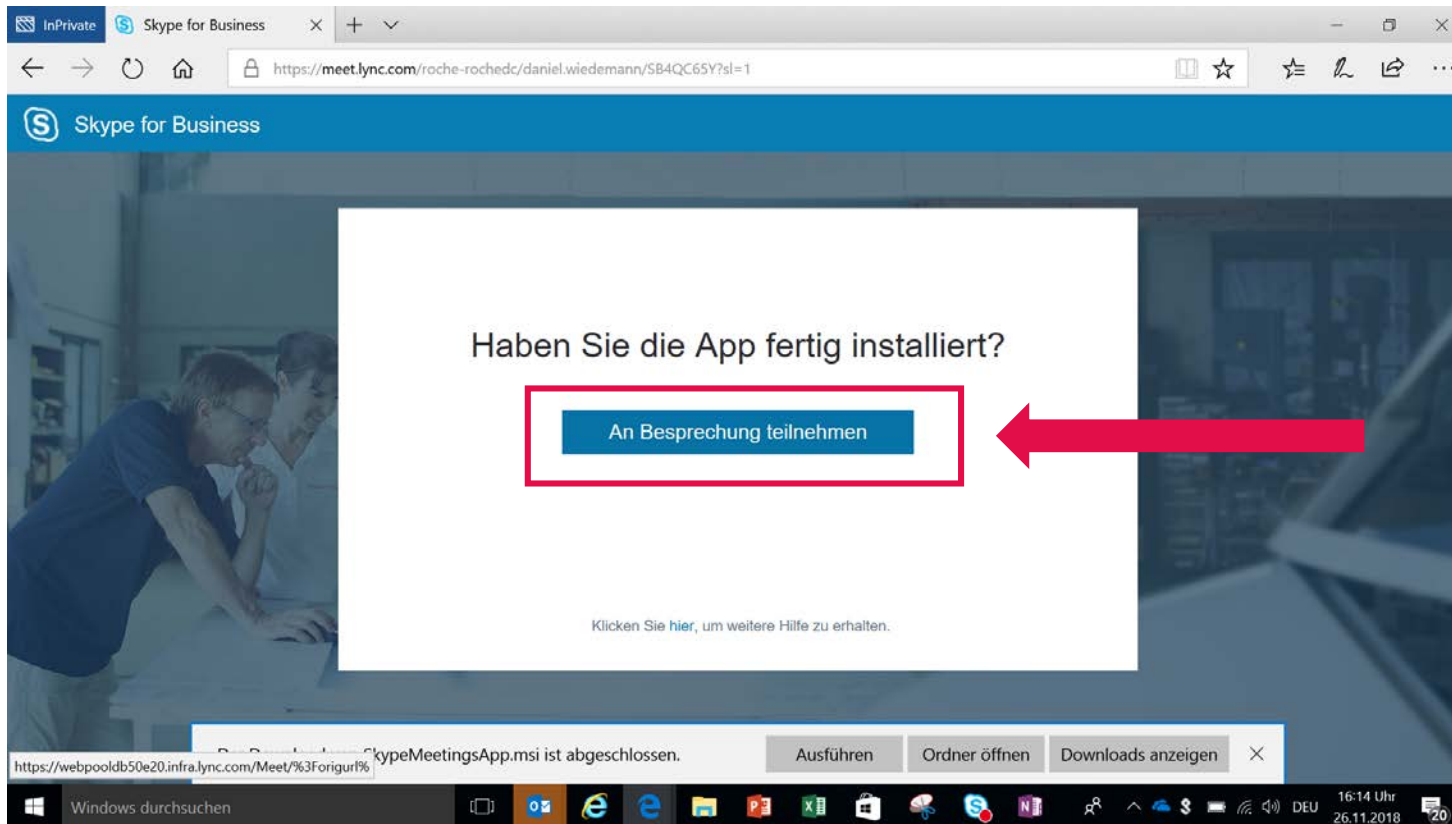 InPrivate
Skype for Business
https://meet.lync.com/roche-rochedc/daniel.wiedemann/SB4QC65Y?sl=1
Skype for Business
Haben Sie die App fertig installiert?
An Besprechung teilnehmen
Klicken Sie hier, um weitere Hilfe zu erhalten.
SkypeMeetingsApp.msi ist abgeschlossen.
Ausführen
Ordner öffnen
Downloads anzeigen
https://webpooldb50e20.infra.lync.com/Meet/%3Forigurl%
Windows durchsuchen
DEU
16:14 Uhr
26.11.2018
20